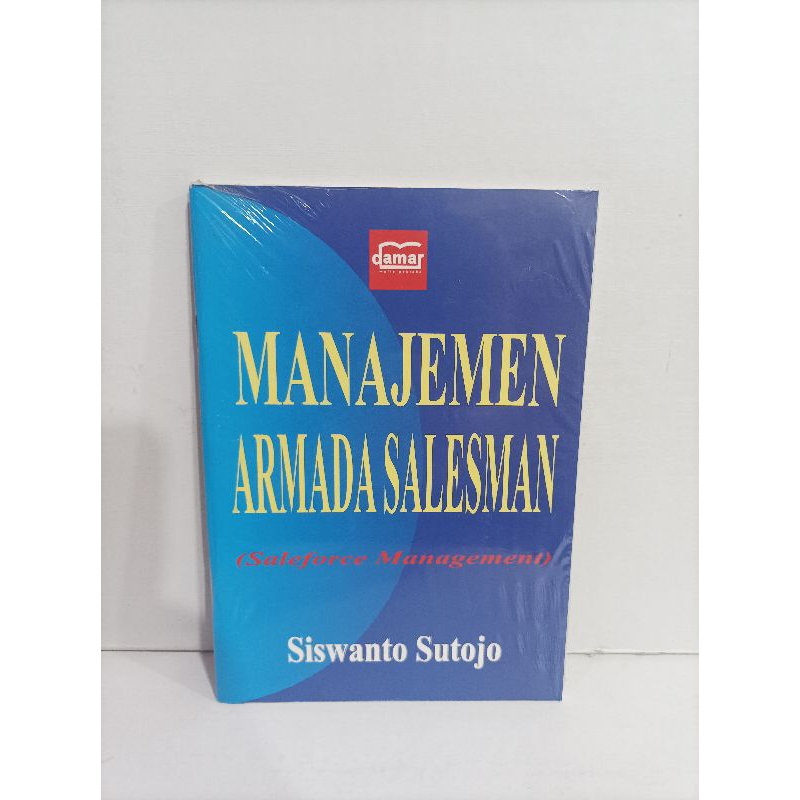 damar
MANAJEMEN
ARMADA SALESMAN
(Saleforce Management)
Siswanto Sutojo